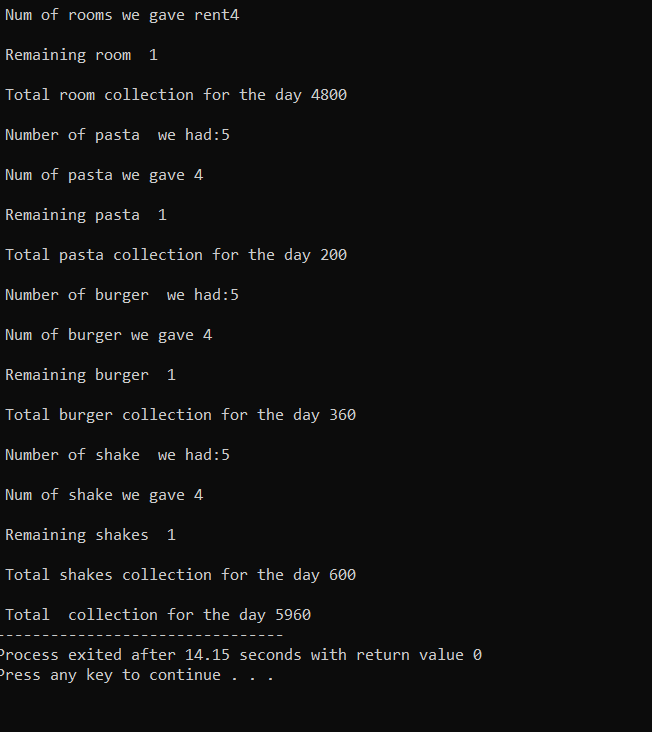 Num of rooms we gave rent4
Remaining room  1
Total room collection for the day 4800
Number of pasta  we had:5
Num of pasta we gave 4
Remaining pasta  1
Total pasta collection for the day 200
Number of burger  we had:5
Num of burger we gave 4
Remaining burger  1
Total burger collection for the day 360
Number of shake  we had:5
Num of shake we gave 4
Remaining shakes  1
Total shakes collection for the day 600
Total  collection for the day 5960
--------------------------------
Process exited after 14.15 seconds with return value 0
Press any key to continue . . .